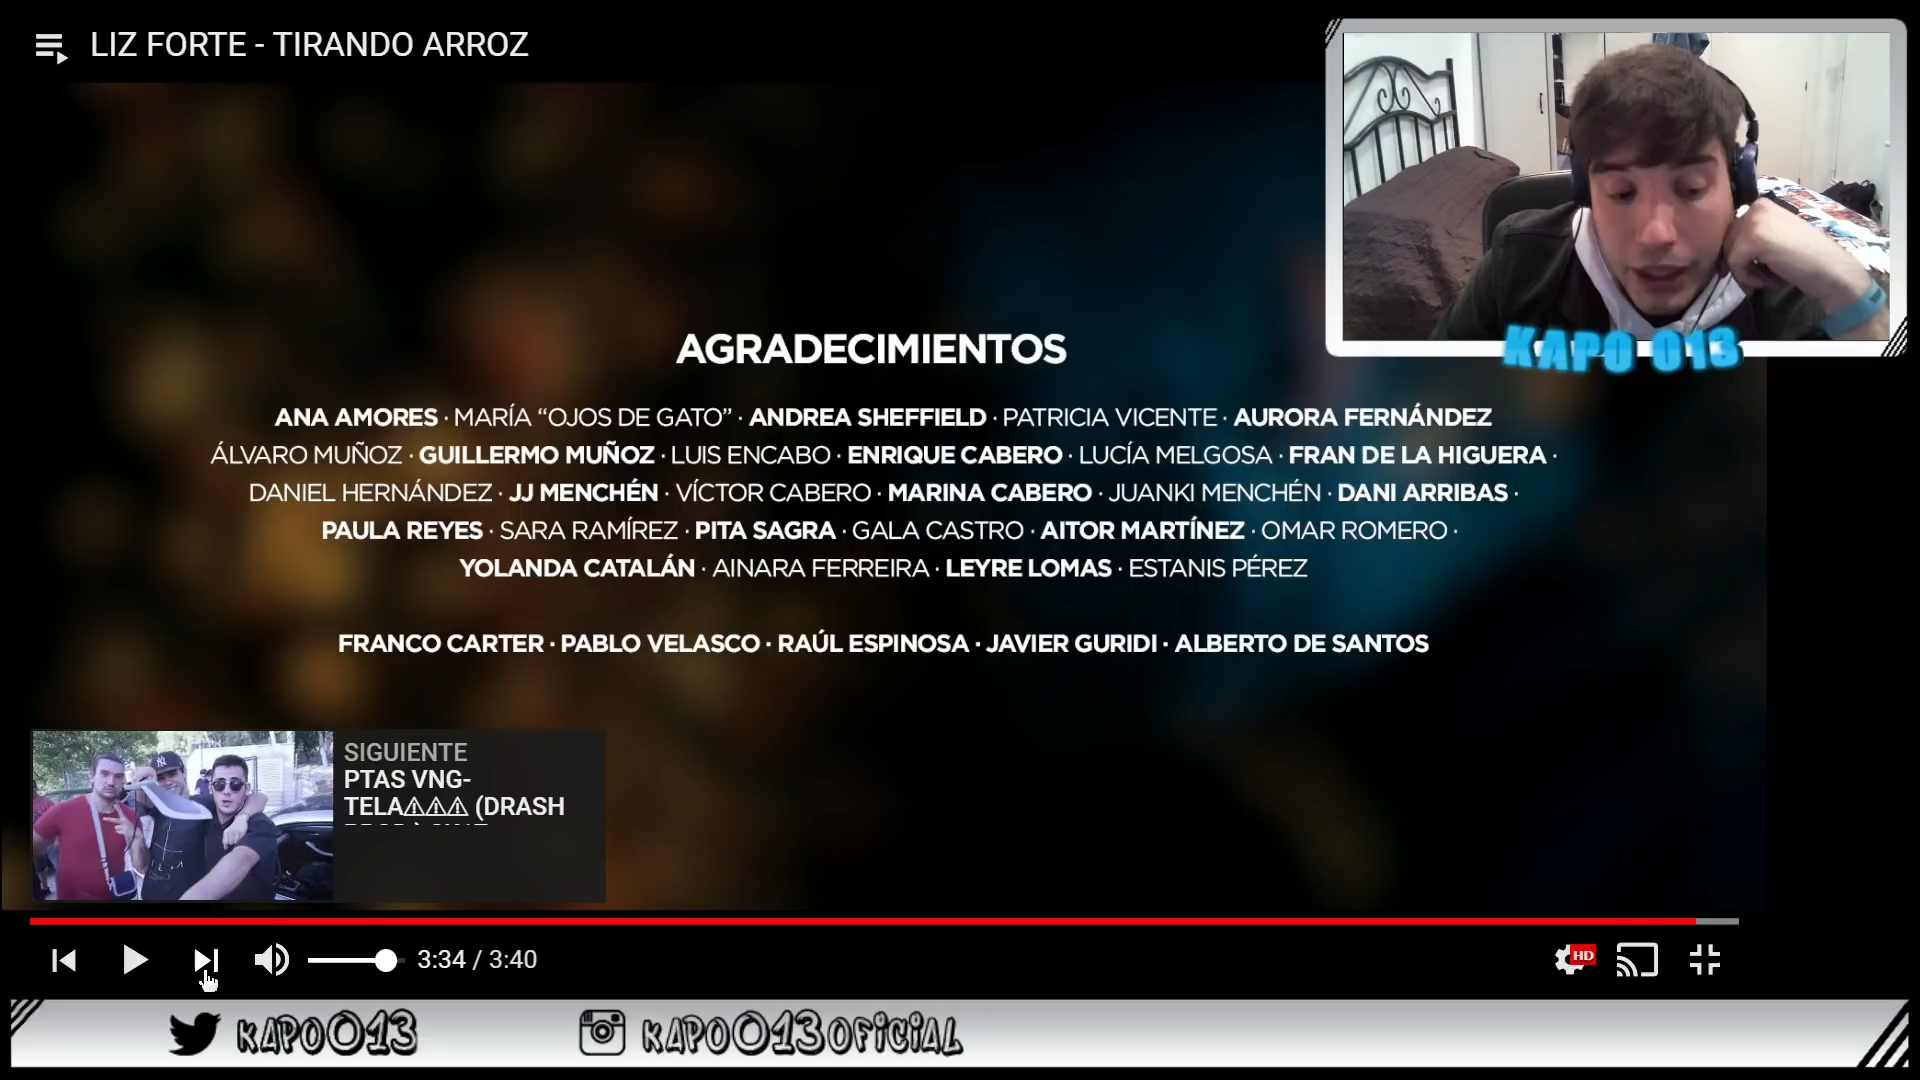 LIZ FORTE - TIRANDO ARROZ
KAPO 013
AGRADECIMIENTOS
ANA AMORES · MARÍA “OJOS DE GATO” · ANDREA SHEFFIELD · PATRICIA VICENTE · AURORA FERNÁNDEZ
ÁLVARO MUÑOZ · GUILLERMO MUÑOZ · LUIS ENCABO · ENRIQUE CABERO · LUCÍA MELGOSA · FRAN DE LA HIGUERA ·
DANIEL HERNÁNDEZ · JJ MENCHÉN · VÍCTOR CABERO · MARINA CABERO · JUANKI MENCHÉN · DANI ARRIBAS ·
PAULA REYES · SARA RAMÍREZ · PITA SAGRA · GALA CASTRO · AITOR MARTÍNEZ · OMAR ROMERO ·
YOLANDA CATALÁN · AINARA FERREIRA · LEYRE LOMAS · ESTANIS PÉREZ
FRANCO CARTER · PABLO VELASCO · RAÚL ESPINOSA · JAVIER GURIDI · ALBERTO DE SANTOS
SIGUIENTE
PTAS VNG-
TELA⚠⚠⚠ (DRASH
3:34 / 3:40
HD
KAPO013
KAPO013OFICIAL